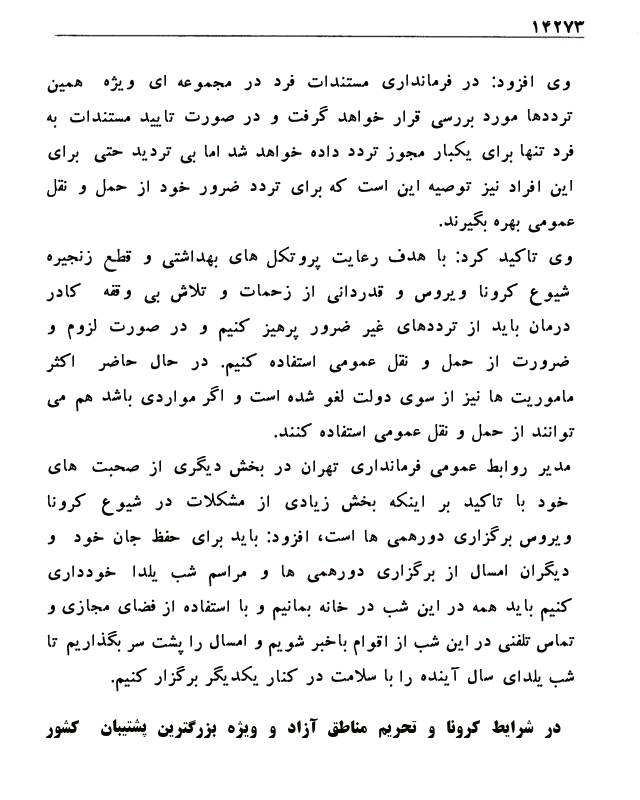 ۱۴۲۷۳
وی افزود: در فرمانداری مستندات فرد در مجموعه ای ویژه همین
ترددها مورد بررسی قرار خواهد گرفت و در صورت تایید مستندات به
فرد تنها برای یکبار مجوز تردد داده خواهد شد اما بی تردید حتی برای
این افراد نیز توصیه این است که برای تردد ضرور خود از حمل و نقل
عمومی بهره بگیرند.
وی تاکید کرد: با هدف رعایت پروتکل های بهداشتی و قطع زنجیره
شیوع کرونا ویروس و قدردانی از زحمات و تلاش بی وقفه کادر
درمان باید از ترددهای غیر ضرور پرهیز کنیم و در صورت لزوم و
ضرورت از حمل و نقل عمومی استفاده کنیم. در حال حاضر اکثر
ماموریت ها نیز از سوی دولت لغو شده است و اگر مواردی باشد هم می
توانند از حمل و نقل عمومی استفاده کنند.
مدیر روابط عمومی فرمانداری تهران در بخش دیگری از صحبت های
خود با تاکید بر اینکه بخش زیادی از مشکلات در شیوع کرونا
ویروس برگزاری دورهمی ها است، افزود: باید برای حفظ جان خود و
دیگران امسال از برگزاری دورهمی ها و مراسم شب یلدا خودداری
کنیم باید همه در این شب در خانه بمانیم و با استفاده از فضای مجازی و
تماس تلفنی در این شب از اقوام باخبر شویم و امسال را پشت سر بگذاریم تا
شب یلدای سال آینده را با سلامت در کنار یکدیگر برگزار کنیم.
در شرایط کرونا و تحریم مناطق آزاد و ویژه بزرگترین پشتیبان کشور